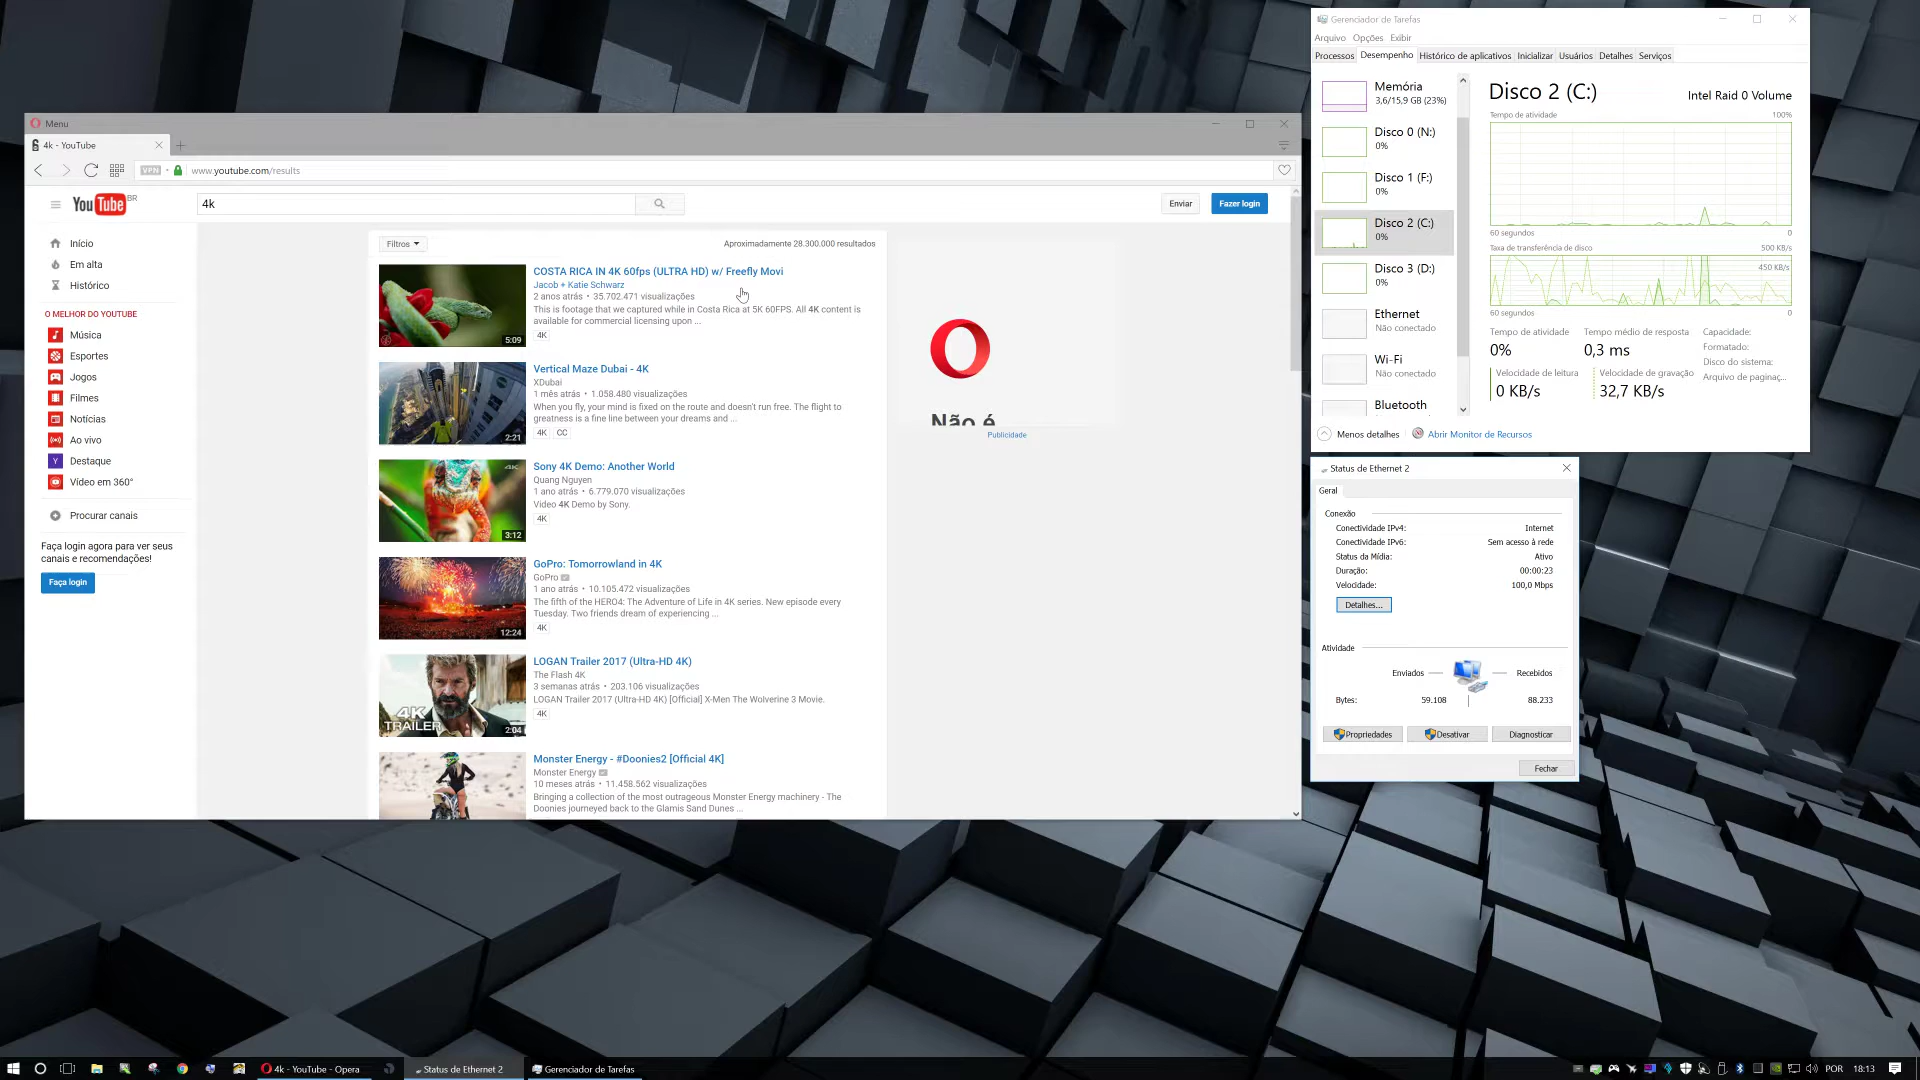 Menu
4k - YouTube
VPN
www.youtube.com/results
YouTube BR
4k
Enviar
Fazer login
Início
Em alta
Histórico
O MELHOR DO YOUTUBE
Música
Esportes
Jogos
Filmes
Notícias
Ao vivo
Destaque
Vídeo em 360°
Procurar canais
Faça login agora para ver seus
canais e recomendações!
Faça login
Filtros
Aproximadamente 28.300.000 resultados
5:09
COSTA RICA IN 4K 60fps (ULTRA HD) w/ Freefly Movi
Jacob + Katie Schwarz
2 anos atrás • 35.702.471 visualizações
This is footage that we captured while in Costa Rica at 5K 60FPS. All 4K content is
available for commercial licensing upon ...
4K
2:21
Vertical Maze Dubai - 4K
XDubai
1 mês atrás • 1.058.480 visualizações
When you fly, your mind is fixed on the route and doesn't run free. The flight to
greatness is a fine line between your dreams and ...
4K CC
4K
3:12
Sony 4K Demo: Another World
Quang Nguyen
1 ano atrás • 6.779.070 visualizações
Video 4K Demo by Sony.
4K
12:24
GoPro: Tomorrowland in 4K
GoPro
1 ano atrás • 10.105.472 visualizações
The fifth of the HERO4: The Adventure of Life in 4K series. New episode every
Tuesday. Two friends dream of experiencing ...
4K
4K
TRAILER
2:04
LOGAN Trailer 2017 (Ultra-HD 4K)
The Flash 4K
3 semanas atrás • 203.106 visualizações
LOGAN Trailer 2017 (Ultra-HD 4K) [Official] X-Men The Wolverine 3 Movie.
4K
Monster Energy - #Doonies2 [Official 4K]
Monster Energy
10 meses atrás • 11.458.562 visualizações
Bringing a collection of the most outrageous Monster Energy machinery - The
Doonies journeyed back to the Glamis Sand Dunes ...
Não é
Publicidade
Gerenciador de Tarefas
Arquivo Opções Exibir
Processos Desempenho Histórico de aplicativos Inicializar Usuários Detalhes Serviços
Memória
3,6/15,9 GB (23%)
Disco 0 (N:)
0%
Disco 1 (F:)
0%
Disco 2 (C:)
0%
Disco 3 (D:)
0%
Ethernet
Não conectado
Wi-Fi
Não conectado
Bluetooth
Disco 2 (C:)
Intel Raid 0 Volume
Tempo de atividade 100%
60 segundos 0
Taxa de transferência de disco 500 KB/s
450 KB/s
60 segundos 0
Tempo de atividade
0%
Tempo médio de resposta
0,3 ms
Velocidade de leitura
0 KB/s
Velocidade de gravação
32,7 KB/s
Capacidade:
Formatado:
Disco do sistema:
Arquivo de paginaç...
Menos detalhes
Abrir Monitor de Recursos
Status de Ethernet 2
Geral
Conexão
Conectividade IPv4: Internet
Conectividade IPv6: Sem acesso à rede
Status da Mídia: Ativo
Duração: 00:00:23
Velocidade: 100,0 Mbps
Detalhes...
Atividade
Enviados Recebidos
Bytes: 59.108 88.233
Propriedades
Desativar
Diagnosticar
Fechar
4k - YouTube - Opera
Status de Ethernet 2
Gerenciador de Tarefas
POR
18:13